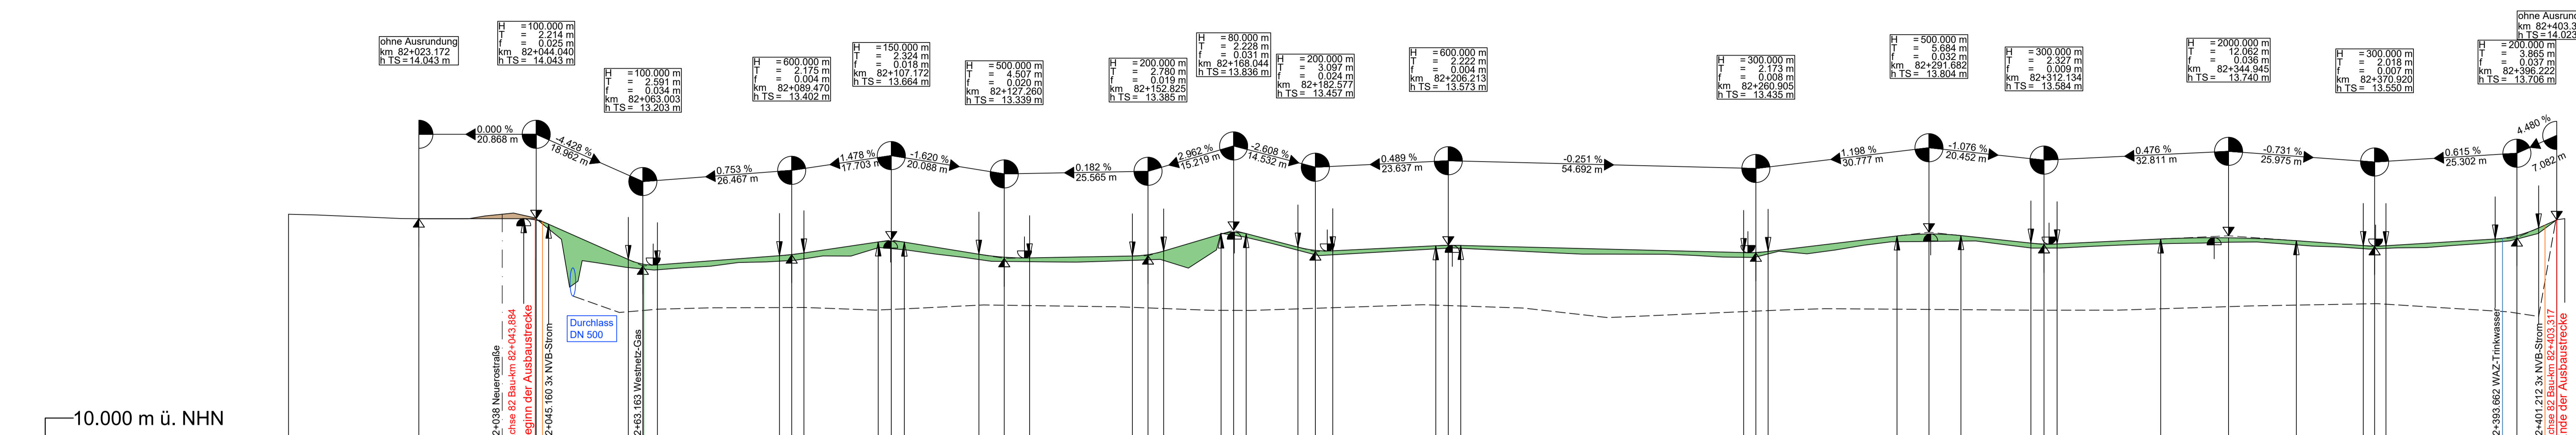 ohne Ausrundung
km 82+023.172
h TS = 14.043 m
H = 100.000 m
T = 2.214 m
f = 0.025 m
km 82+044.040
h TS = 14.043 m
H = 100.000 m
T = 2.591 m
f = 0.034 m
km 82+063.003
h TS = 13.203 m
H = 600.000 m
T = 2.175 m
f = 0.004 m
km 82+089.470
h TS = 13.402 m
H = 150.000 m
T = 2.324 m
f = 0.018 m
km 82+107.172
h TS = 13.664 m
H = 500.000 m
T = 4.507 m
f = 0.020 m
km 82+127.260
h TS = 13.339 m
H = 200.000 m
T = 2.780 m
f = 0.019 m
km 82+152.825
h TS = 13.385 m
H = 80.000 m
T = 2.228 m
f = 0.031 m
km 82+168.044
h TS = 13.836 m
H = 200.000 m
T = 3.097 m
f = 0.024 m
km 82+182.577
h TS = 13.457 m
H = 600.000 m
T = 2.222 m
f = 0.004 m
km 82+206.213
h TS = 13.573 m
H = 300.000 m
T = 2.173 m
f = 0.008 m
km 82+260.905
h TS = 13.435 m
H = 500.000 m
T = 5.684 m
f = 0.032 m
km 82+291.682
h TS = 13.804 m
H = 300.000 m
T = 2.327 m
f = 0.009 m
km 82+312.134
h TS = 13.584 m
H = 2000.000 m
T = 12.062 m
f = 0.036 m
km 82+344.945
h TS = 13.740 m
H = 300.000 m
T = 2.018 m
f = 0.007 m
km 82+370.920
h TS = 13.550 m
H = 200.000 m
T = 3.865 m
f = 0.037 m
km 82+396.222
h TS = 13.706 m
ohne Ausrun
km 82+403.3
h TS = 14.023
0.000 %
20.868 m
-4.428 %
18.962 m
0.753 %
26.467 m
1.478 %
17.703 m
-1.620 %
20.088 m
0.182 %
25.565 m
2.962 %
15.219 m
-2.608 %
14.532 m
0.489 %
23.637 m
-0.251 %
54.692 m
1.198 %
30.777 m
-1.076 %
20.452 m
0.476 %
32.811 m
-0.731 %
25.975 m
0.615 %
25.302 m
4.480 %
7.082 m
Durchlass
DN 500
2+038 Neuerostraße
chse 82 Bau-km 82+043,884
eginn der Ausbaustrecke
2+045.160 3x NVB-Strom
2+63.163 Westnetz-Gas
2+393.662 WAZ-Trinkwasser
2+401.212 3x NVB-Strom
chse 82 Bau-km 82+403,317
nde der Ausbaustrecke
10.000 m ü. NHN